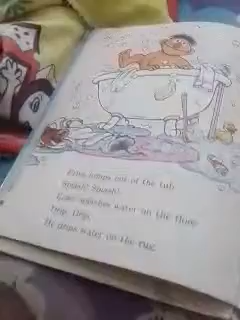 Ernie jumps out of the tub.
Splash! Splash!
Ernie splashes water on the floor.
Drip. Drip.
He drips water on the rug.